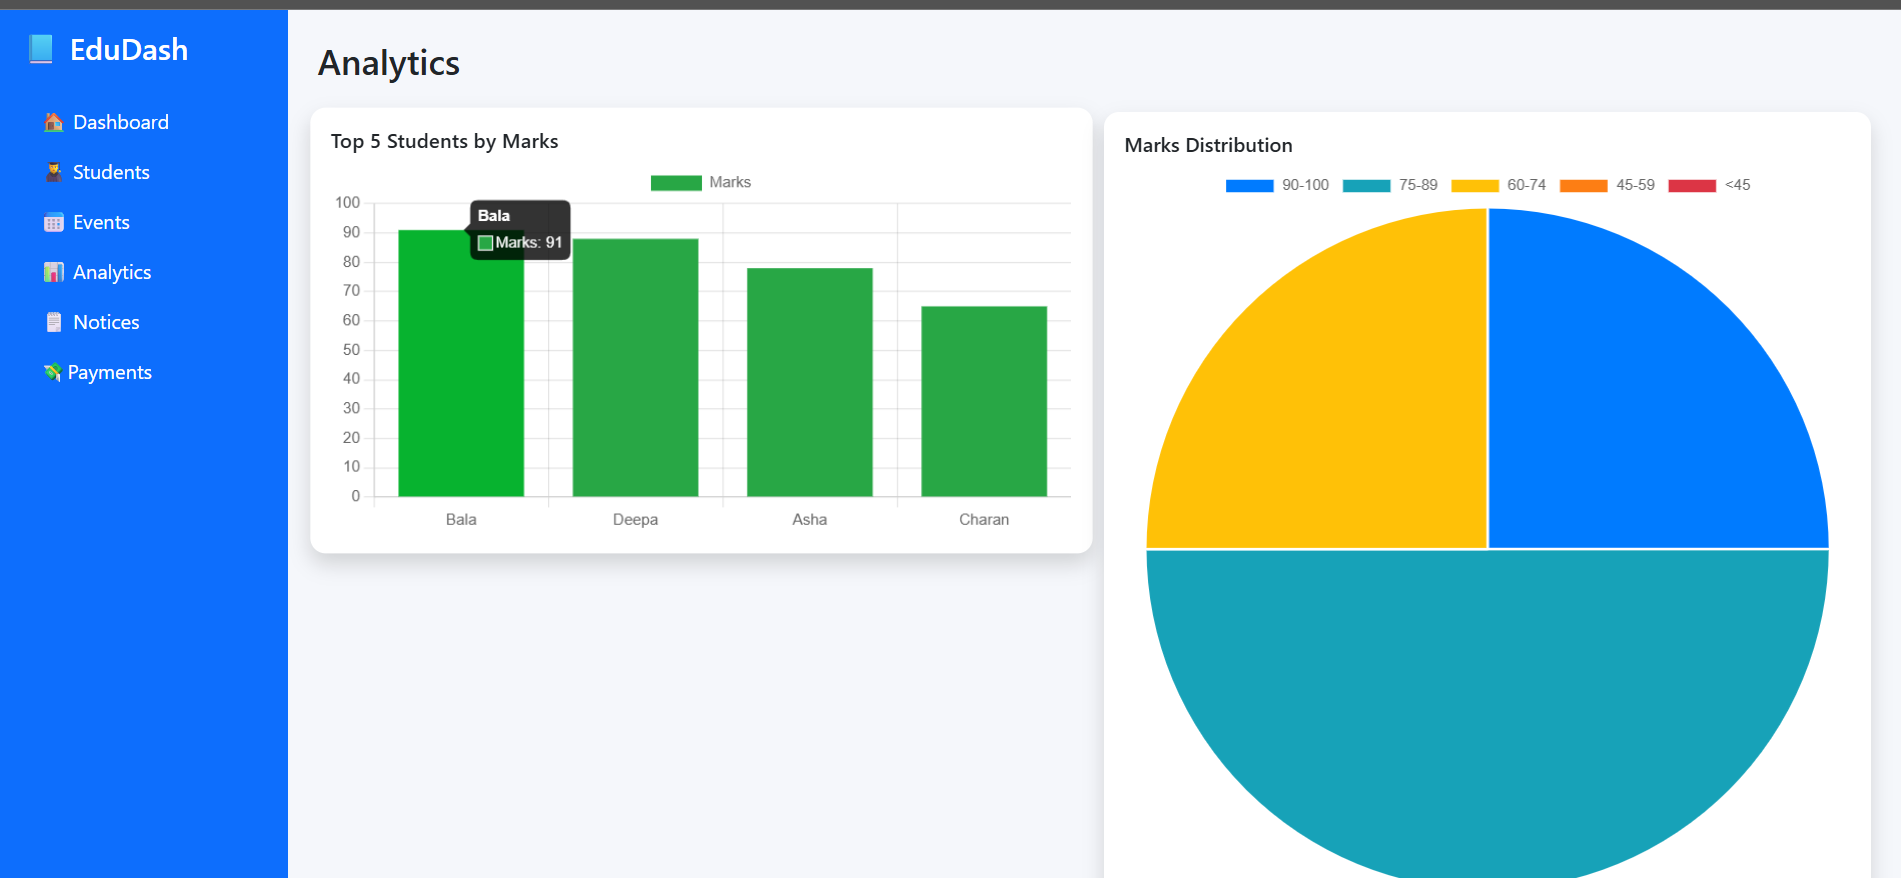 EduDash
Dashboard
Students
Events
Analytics
Notices
Payments
Analytics
Top 5 Students by Marks
Marks
100
90
80
70
60
50
40
30
20
10
0
Bala
Marks: 91
Bala Deepa Asha Charan
Marks Distribution
90-100 75-89 60-74 45-59 <45